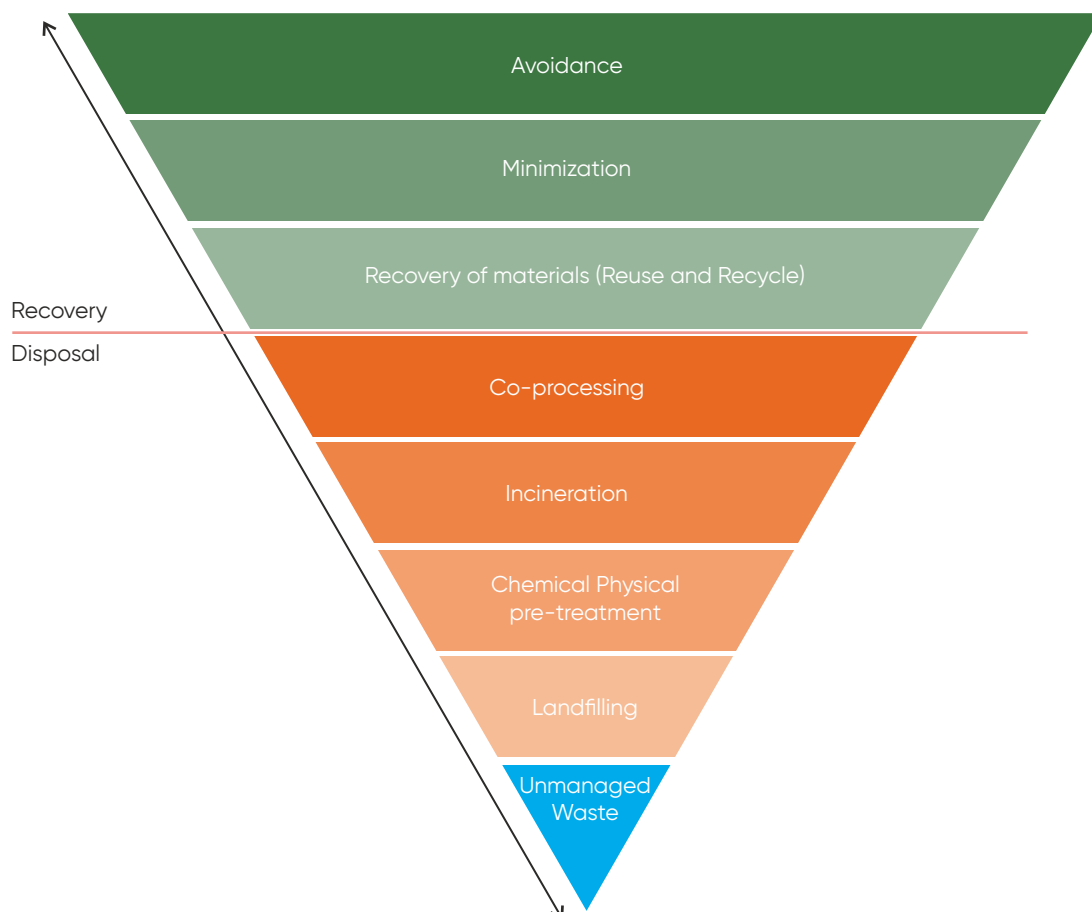 Avoidance
Minimization
Recovery of materials (Reuse and Recycle)
Recovery
Disposal
Co-processing
Incineration
Chemical Physical
pre-treatment
Landfilling
Unmanaged
Waste